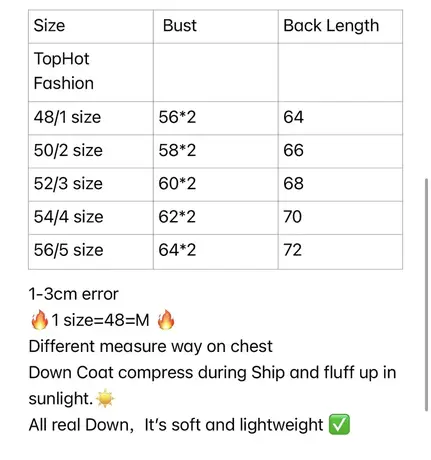 Size Bust Back Length
TopHot
Fashion
48/1 size 56*2 64
50/2 size 58*2 66
52/3 size 60*2 68
54/4 size 62*2 70
56/5 size 64*2 72
1-3cm error
🔥1 size=48=M 🔥
Different measure way on chest
Down Coat compress during Ship and fluff up in
sunlight.☀️
All real Down，It's soft and lightweight ✅